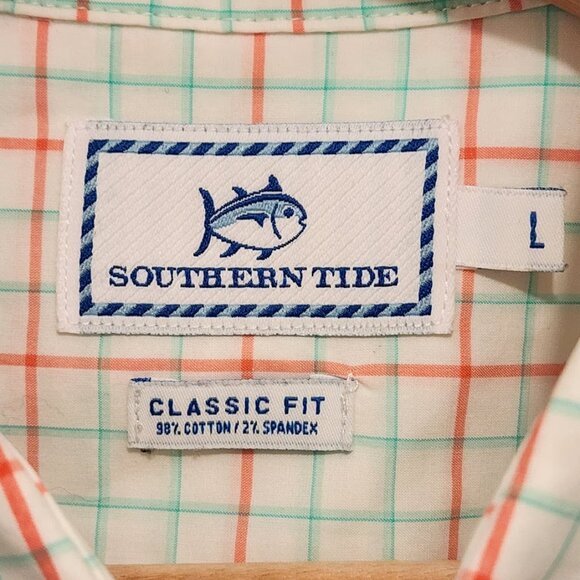 SOUTHERN TIDE
L
CLASSIC FIT
98% COTTON / 2% SPANDEX